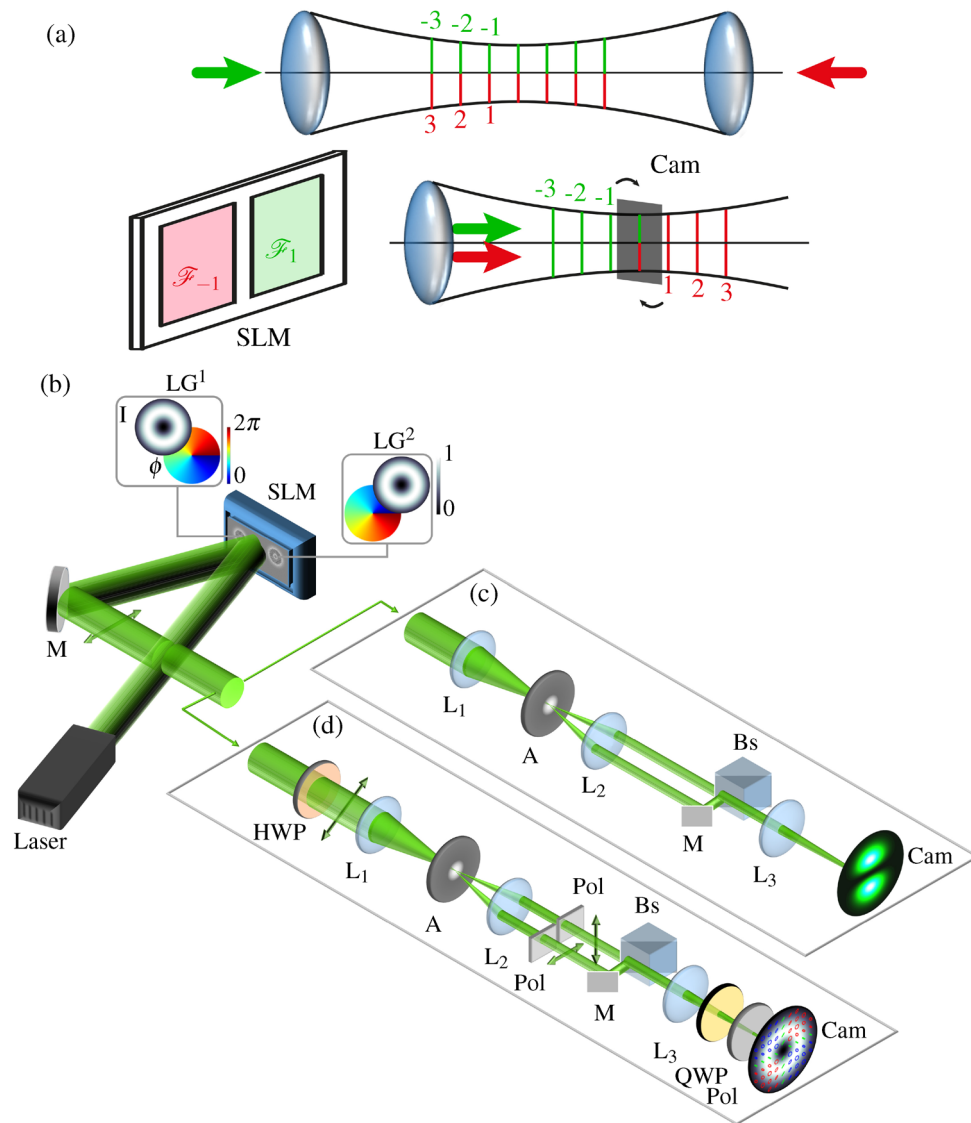 (a)
-3 -2 -1
3 2 1
Cam
-3 -2 -1
1 2 3
ℱ₋₁ ℱ₁
SLM
(b)
LG¹
I
ϕ
2π
0
LG²
1
0
SLM
M
Laser
(c)
L₁
A
L₂
Bs
M
L₃
Cam
(d)
HWP
L₁
A
L₂
Pol
Pol
Bs
M
L₃
QWP
Pol
Cam